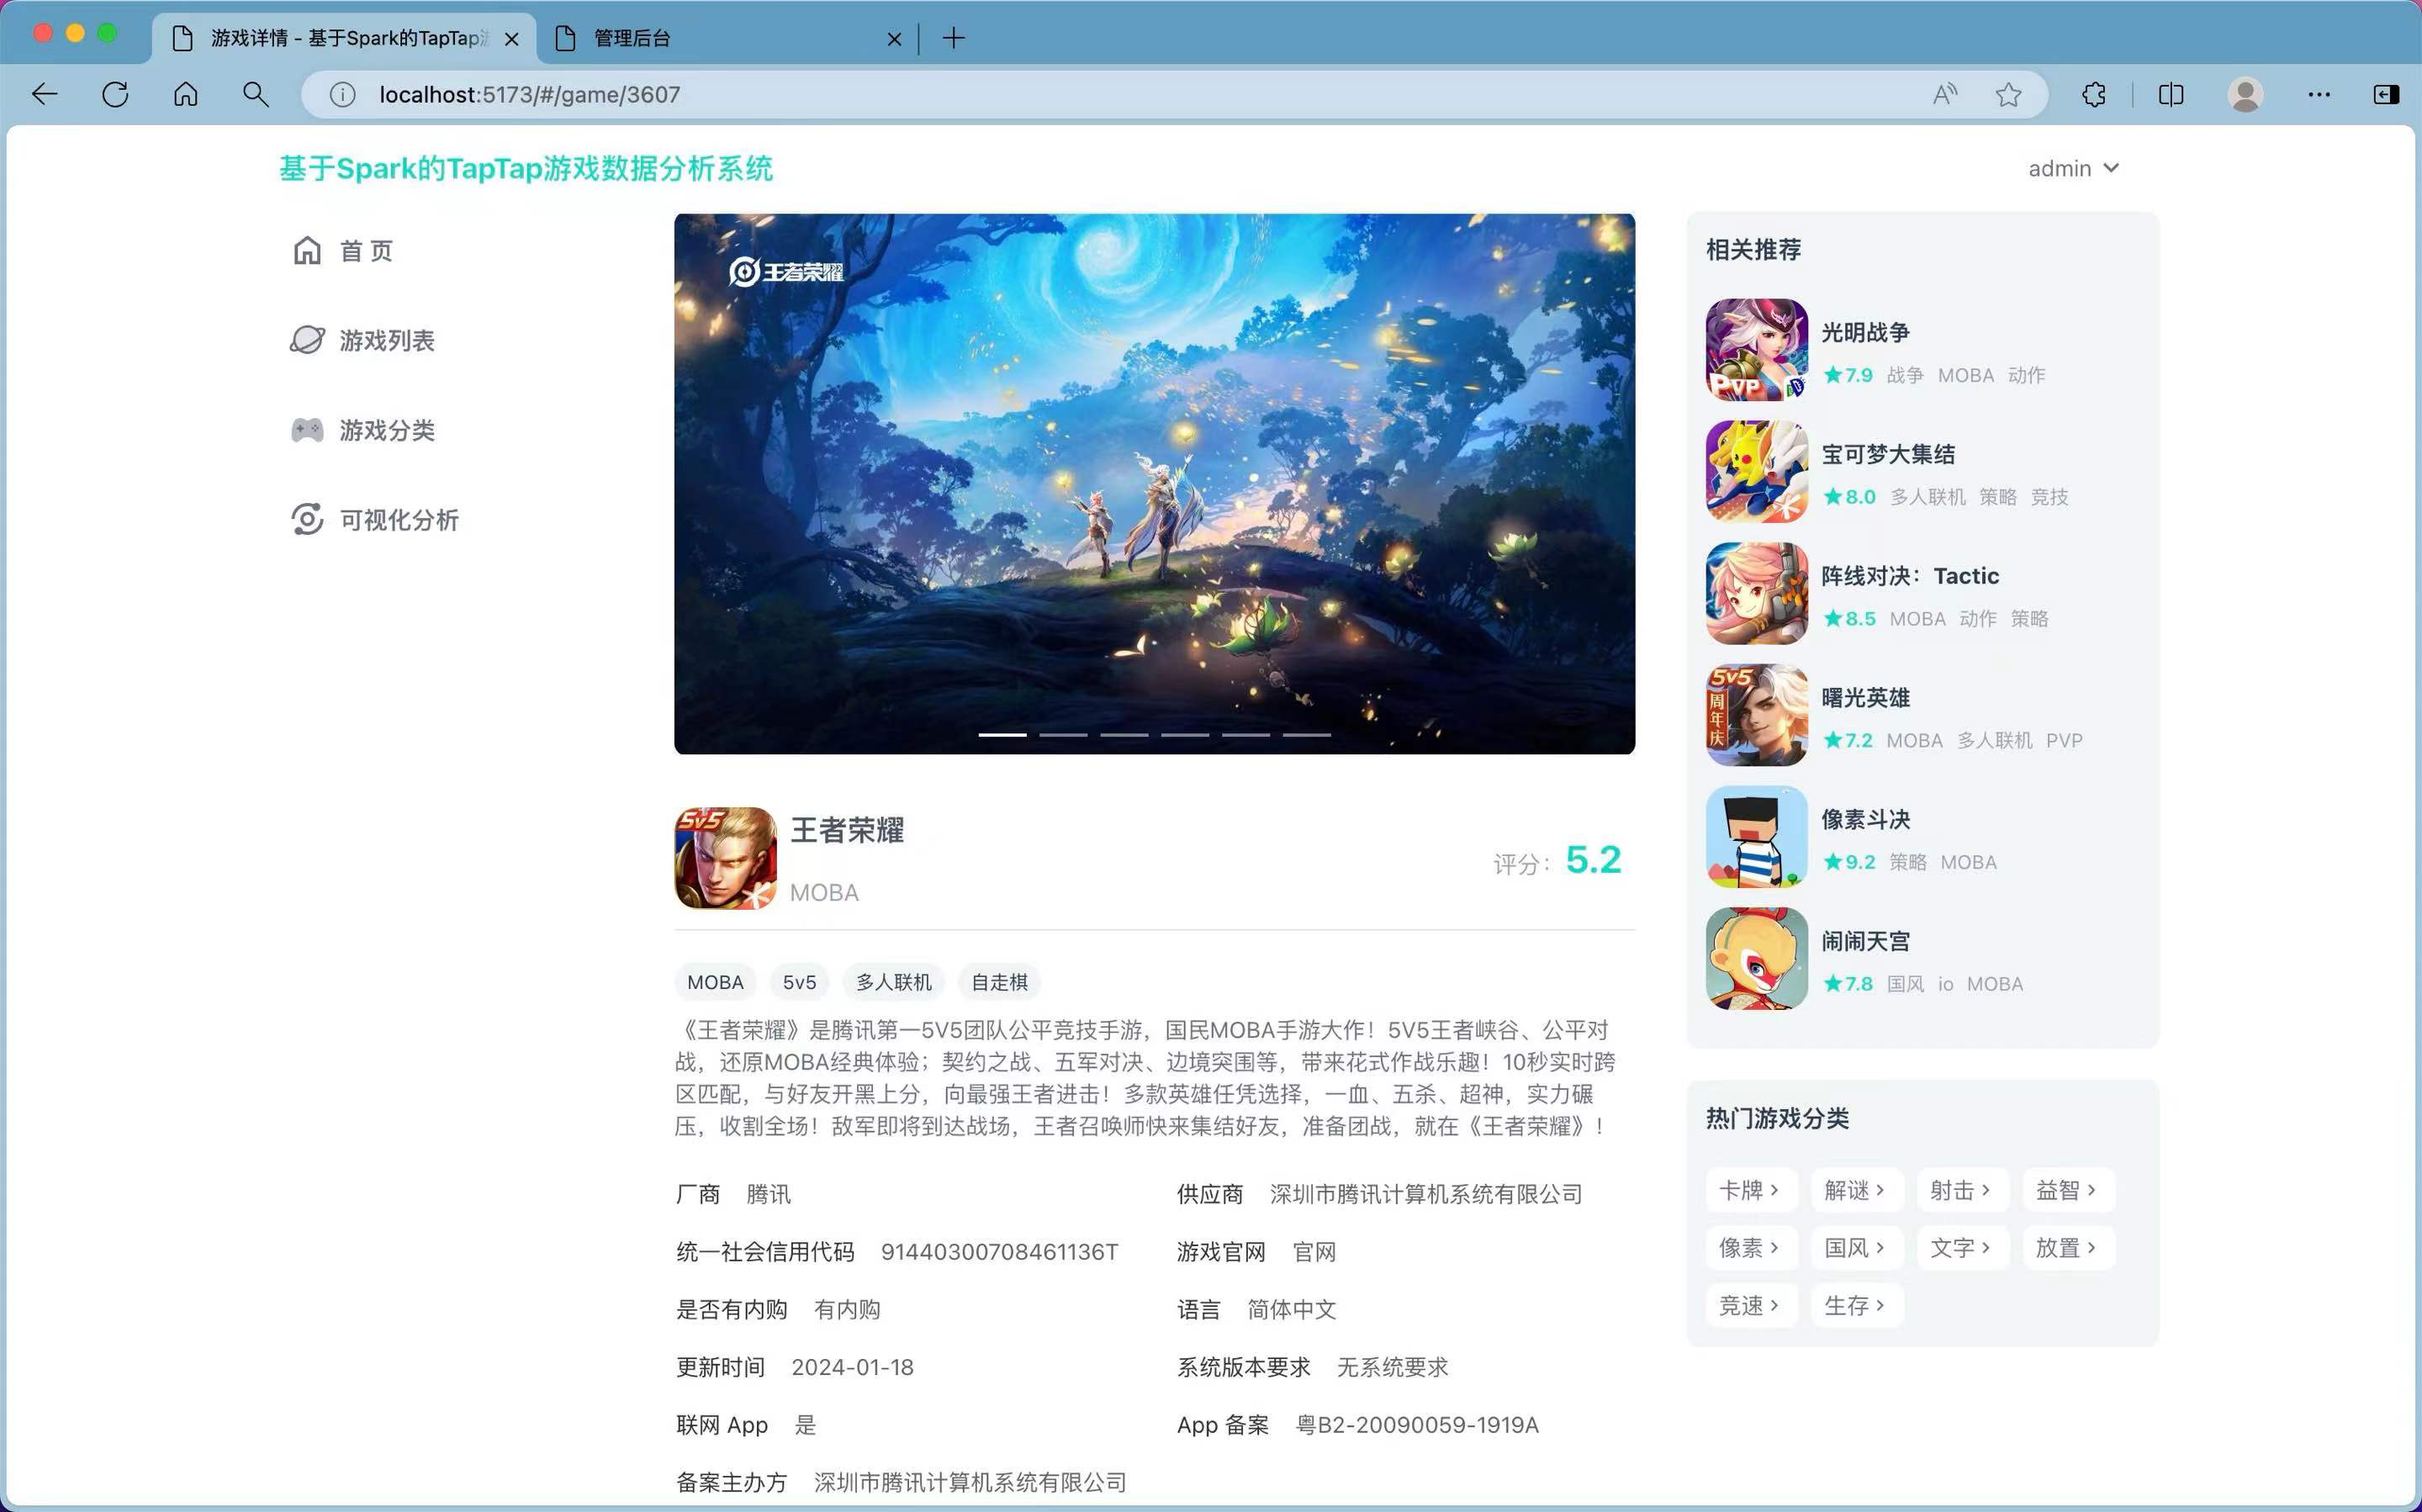 游戏详情 - 基于Spark的TapTap
管理后台
localhost:5173/#/game/3607
基于Spark的TapTap游戏数据分析系统
admin
首 页
游戏列表
游戏分类
可视化分析
王者荣耀
5v5
王者荣耀
MOBA
评分： 5.2
MOBA 5v5 多人联机 自走棋
《王者荣耀》是腾讯第一5V5团队公平竞技手游，国民MOBA手游大作！5V5王者峡谷、公平对
战，还原MOBA经典体验；契约之战、五军对决、边境突围等，带来花式作战乐趣！10秒实时跨
区匹配，与好友开黑上分，向最强王者进击！多款英雄任凭选择，一血、五杀、超神，实力碾
压，收割全场！敌军即将到达战场，王者召唤师快来集结好友，准备团战，就在《王者荣耀》！
厂商 腾讯
供应商 深圳市腾讯计算机系统有限公司
统一社会信用代码 91440300708461136T
游戏官网 官网
是否有内购 有内购
语言 简体中文
更新时间 2024-01-18
系统版本要求 无系统要求
联网 App 是
App 备案 粤B2-20090059-1919A
备案主办方 深圳市腾讯计算机系统有限公司
相关推荐
PVP
光明战争
★7.9 战争 MOBA 动作
宝可梦大集结
★8.0 多人联机 策略 竞技
阵线对决：Tactic
★8.5 MOBA 动作 策略
5v5
周年庆
曙光英雄
★7.2 MOBA 多人联机 PVP
像素斗决
★9.2 策略 MOBA
闹闹天宫
★7.8 国风 io MOBA
热门游戏分类
卡牌 › 解谜 › 射击 › 益智 ›
像素 › 国风 › 文字 › 放置 ›
竞速 › 生存 ›